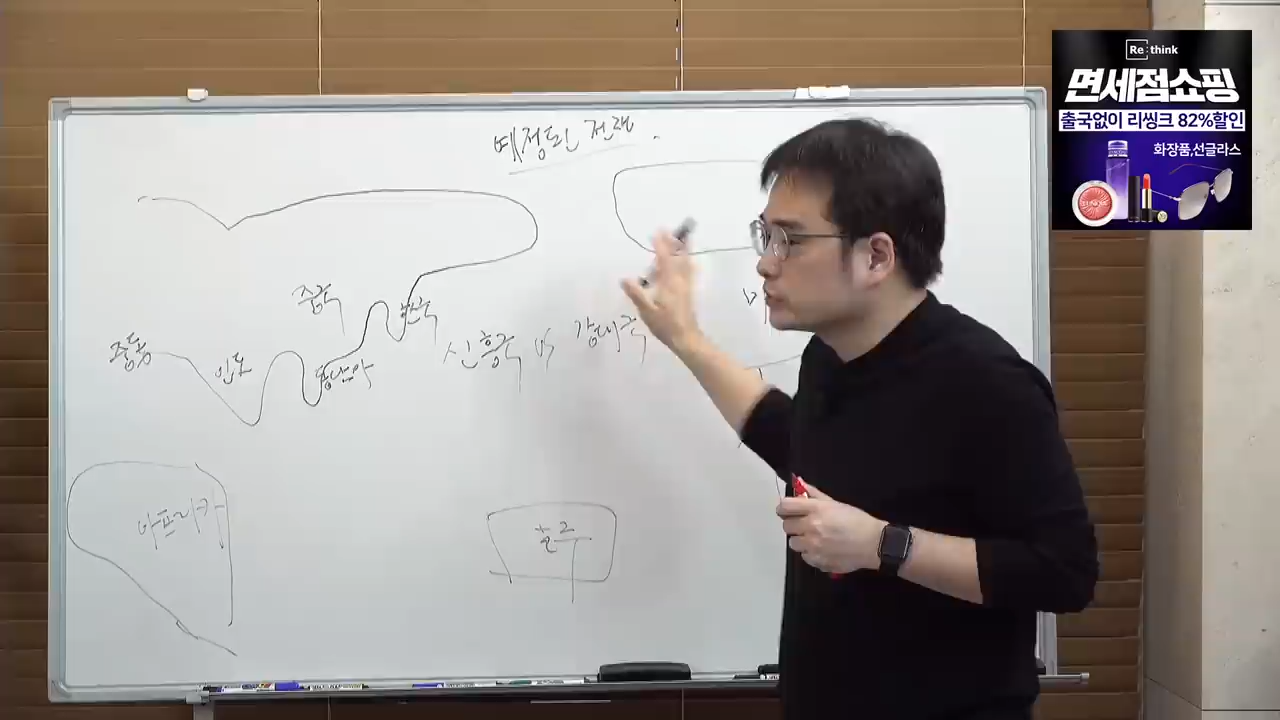 예정된 전쟁.
중국
한국
중동
인도
동남아
신흥국 vs 강대국
아프리카
호주
Re:think
면세점쇼핑
출국없이 리씽크 82%할인
화장품,선글라스